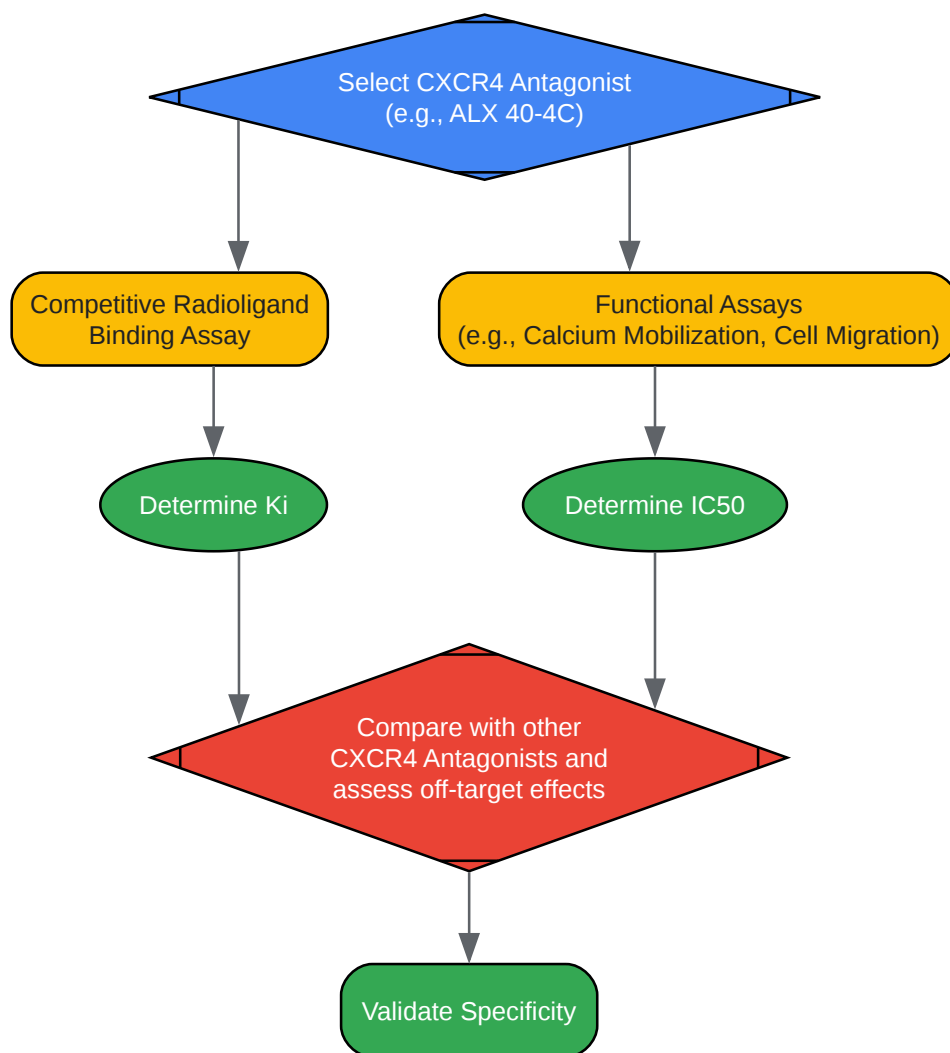 Select CXCR4 Antagonist
(e.g., ALX 40-4C)
Competitive Radioligand
Binding Assay
Functional Assays
(e.g., Calcium Mobilization, Cell Migration)
Determine Ki
Determine IC50
Compare with other
CXCR4 Antagonists and
assess off-target effects
Validate Specificity